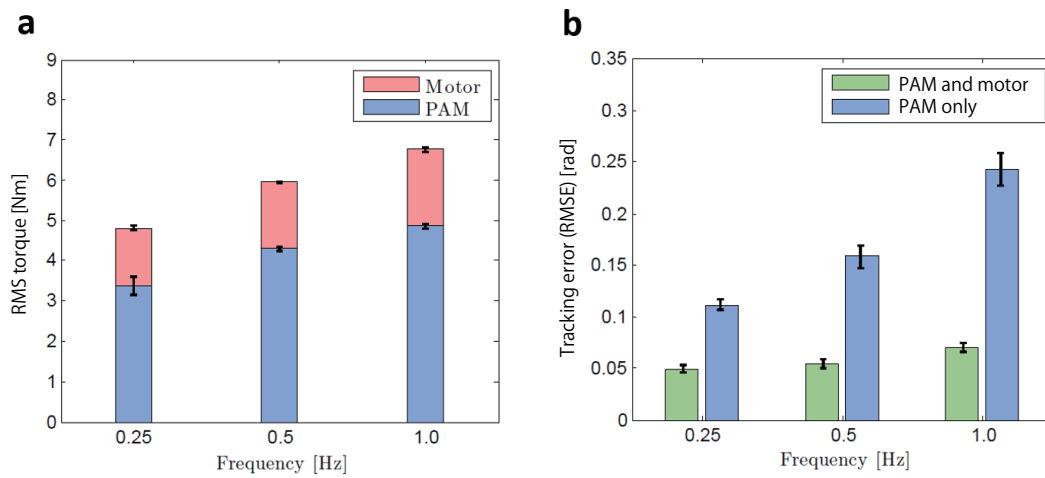 a
9
8
7
6
5
4
3
2
1
0
RMS torque [Nm]
Motor
PAM
0.25
0.5
1.0
Frequency [Hz]
b
0.35
0.3
0.25
0.2
0.15
0.1
0.05
0
Tracking error (RMSE) [rad]
PAM and motor
PAM only
0.25
0.5
1.0
Frequency [Hz]